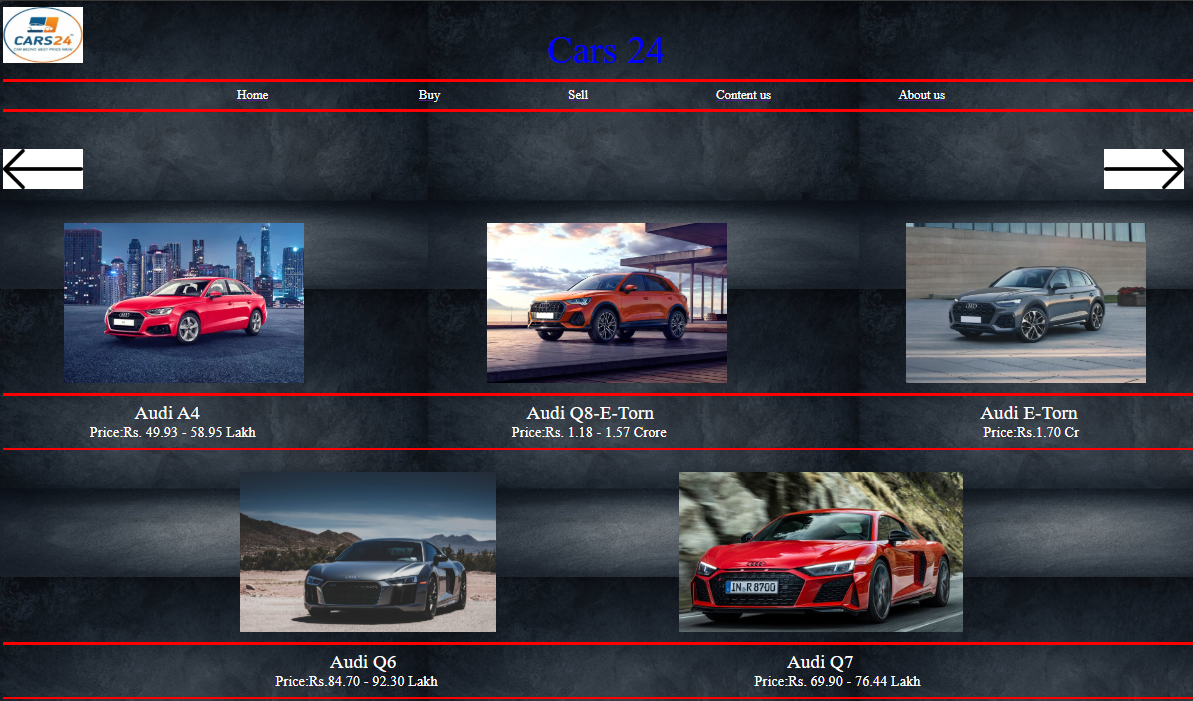 CARS24
Cars 24
Home Buy Sell Content us About us
Audi A4 Audi Q8-E-Torn Audi E-Torn
Price:Rs. 49.93 - 58.95 Lakh Price:Rs. 1.18 - 1.57 Crore Price:Rs.1.70 Cr
IN R 8700
Audi Q6 Audi Q7
Price:Rs.84.70 - 92.30 Lakh Price:Rs. 69.90 - 76.44 Lakh